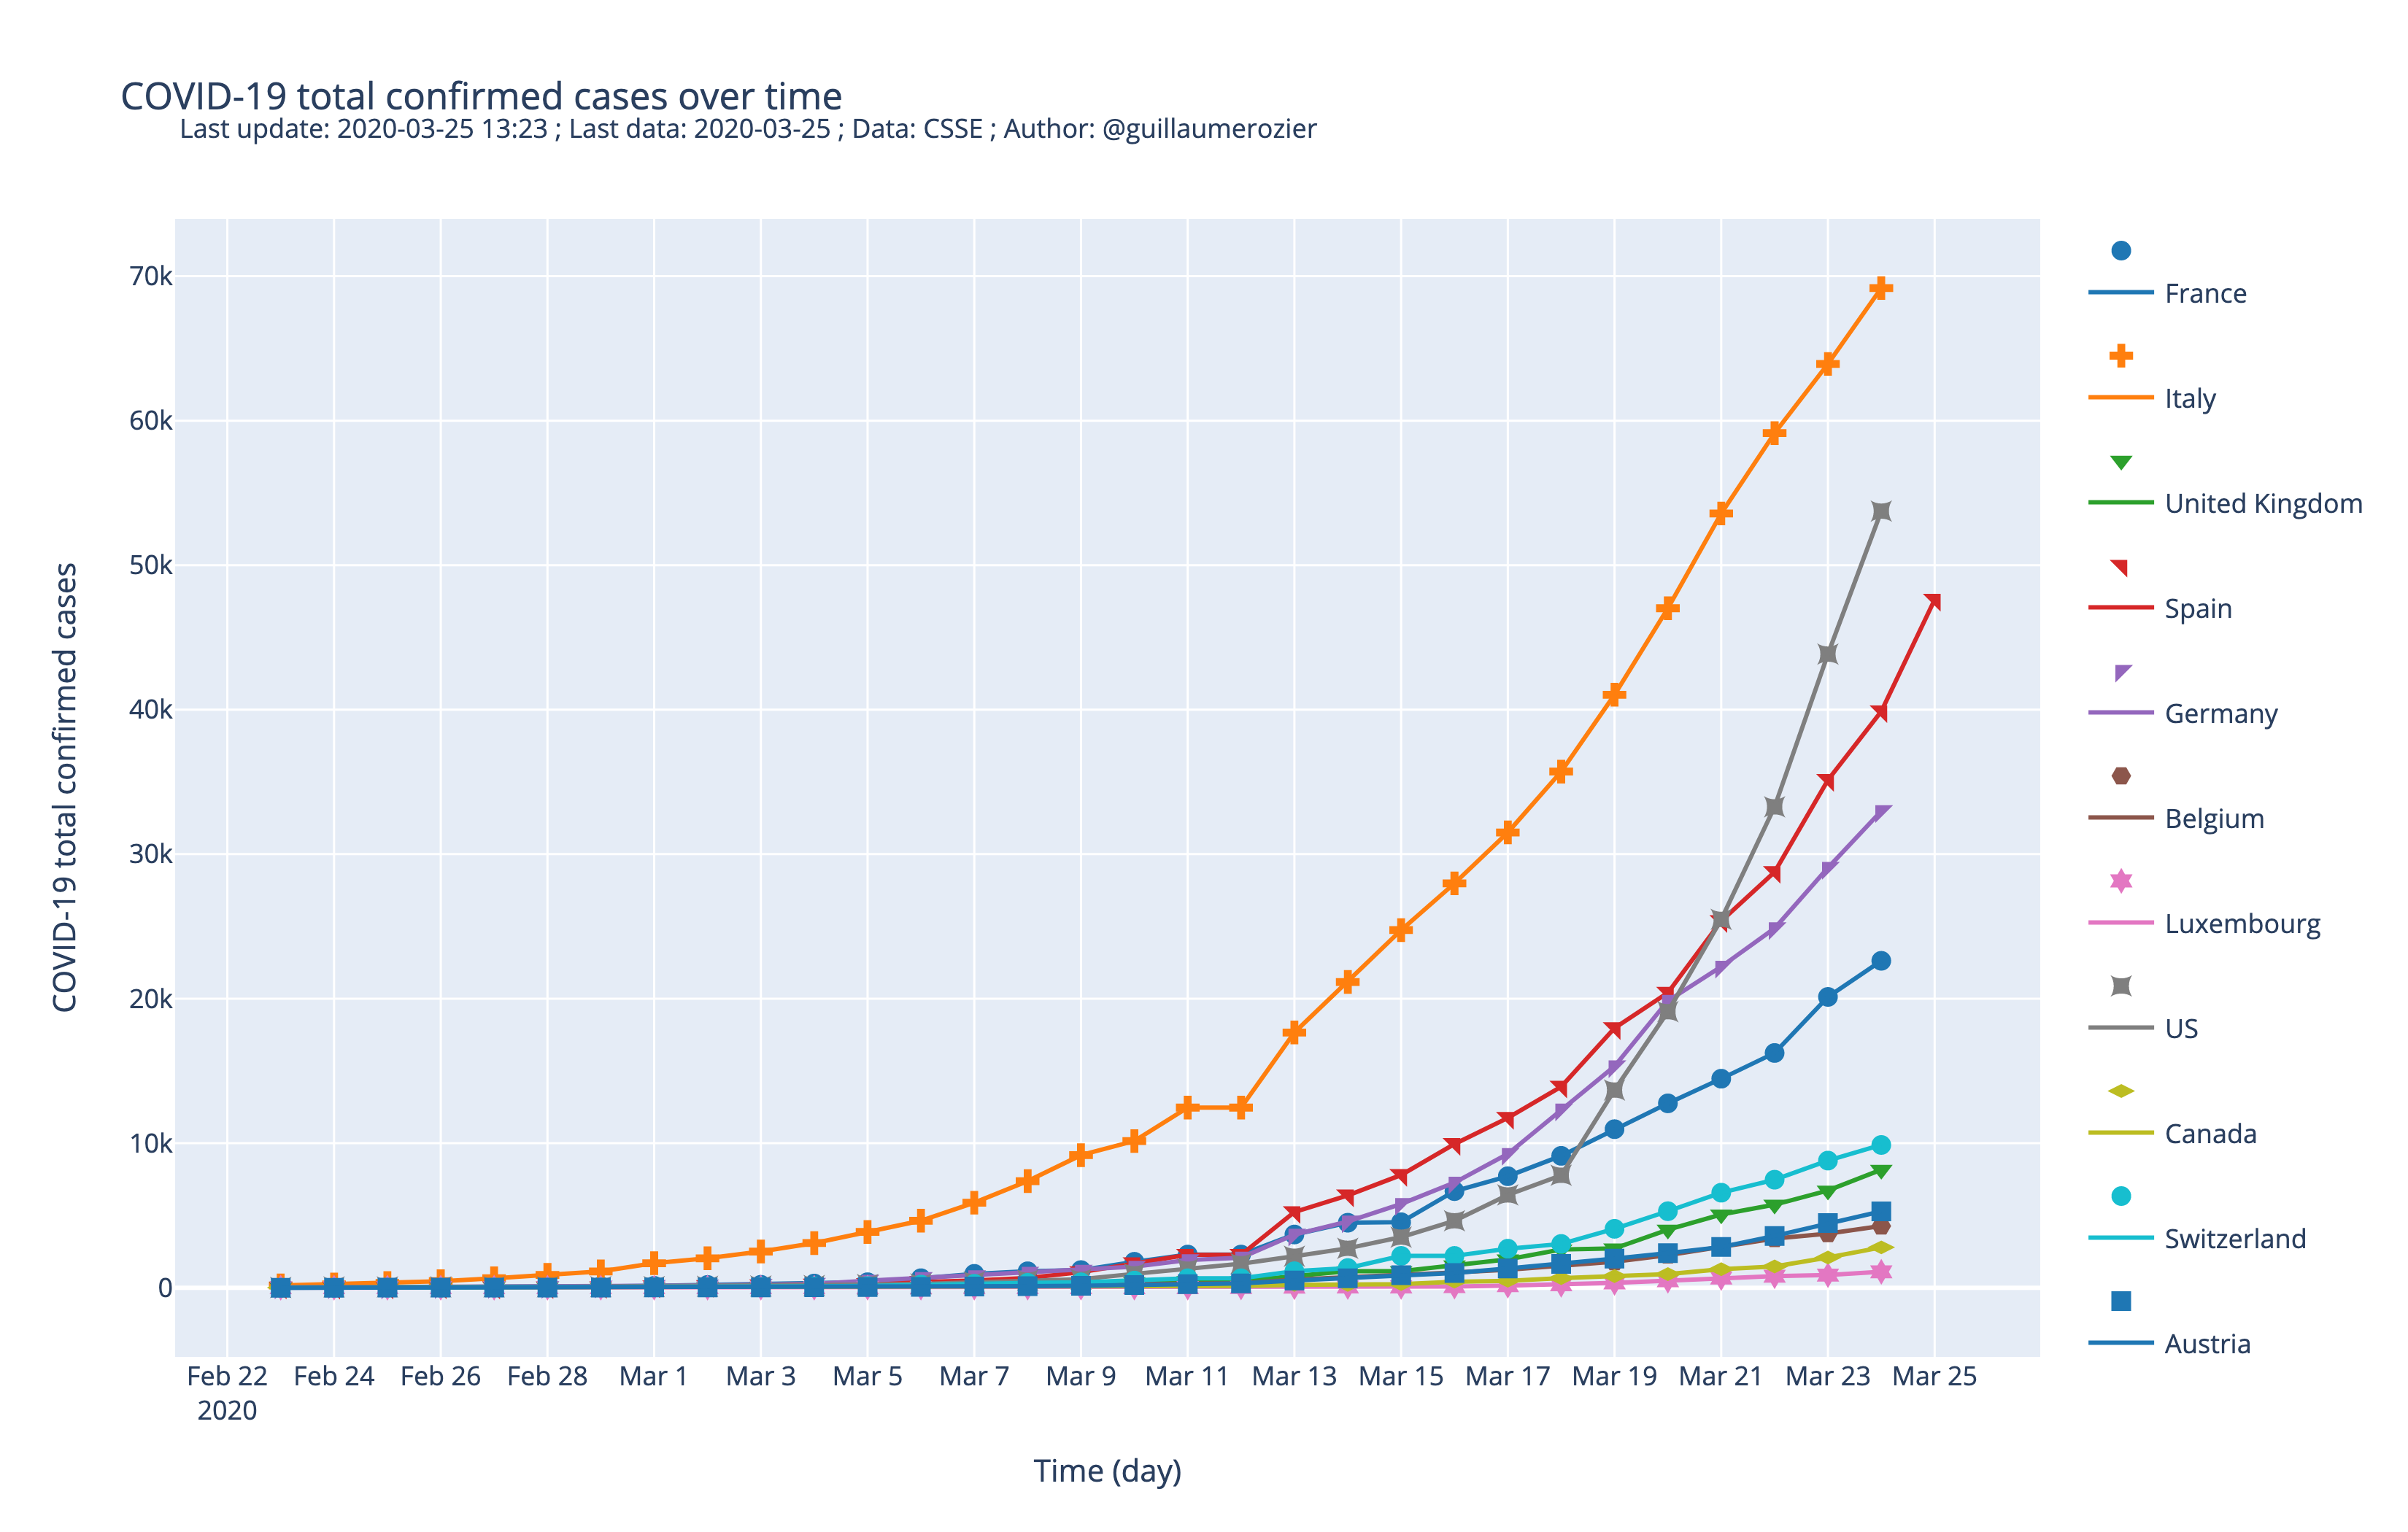 COVID-19 total confirmed cases over time
Last update: 2020-03-25 13:23 ; Last data: 2020-03-25 ; Data: CSSE ; Author: @guillaumerozier
COVID-19 total confirmed cases
70k
60k
50k
40k
30k
20k
10k
0
Feb 22 Feb 24 Feb 26 Feb 28 Mar 1 Mar 3 Mar 5 Mar 7 Mar 9 Mar 11 Mar 13 Mar 15 Mar 17 Mar 19 Mar 21 Mar 23 Mar 25
2020
Time (day)
France
Italy
United Kingdom
Spain
Germany
Belgium
Luxembourg
US
Canada
Switzerland
Austria